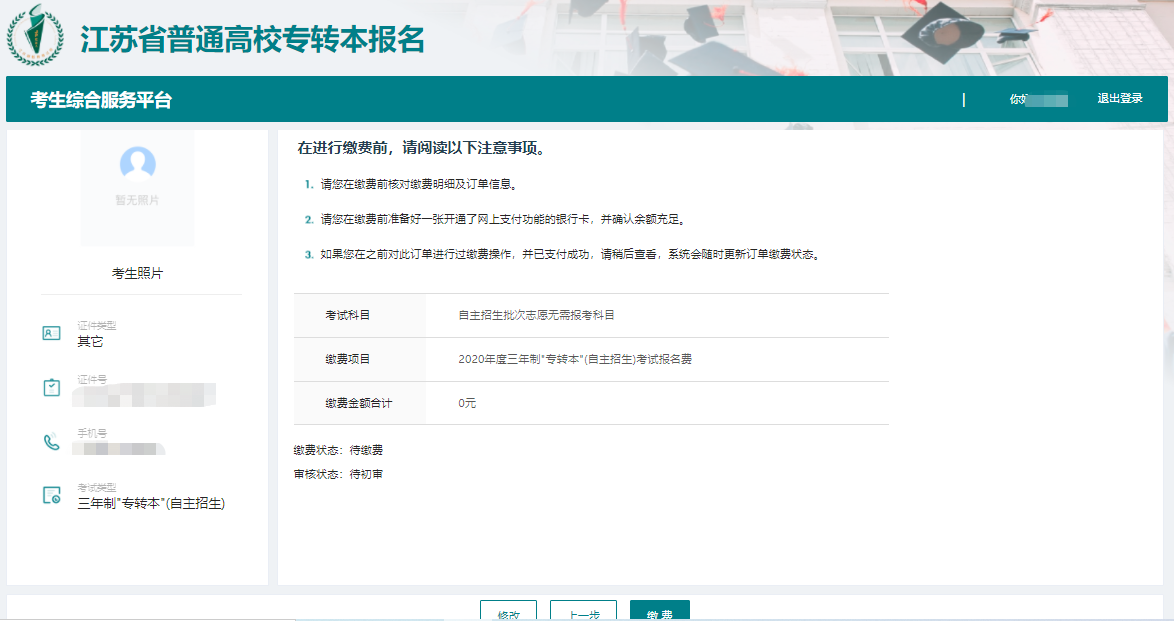 江苏省普通高校专转本报名
考生综合服务平台
|
你好
退出登录
暂无照片
考生照片
证件类型
其它
证件号
手机号
考试类型
三年制"专转本"(自主招生)
在进行缴费前，请阅读以下注意事项。
1. 请您在缴费前核对缴费明细及订单信息。
2. 请您在缴费前准备好一张开通了网上支付功能的银行卡，并确认余额充足。
3. 如果您在之前对此订单进行过缴费操作，并已支付成功，请稍后查看，系统会随时更新订单缴费状态。
考试科目 自主招生批次志愿无需报考科目
缴费项目 2020年度三年制"专转本"(自主招生)考试报名费
缴费金额合计 0元
缴费状态：待缴费
审核状态：待初审
修改 上一步 缴费